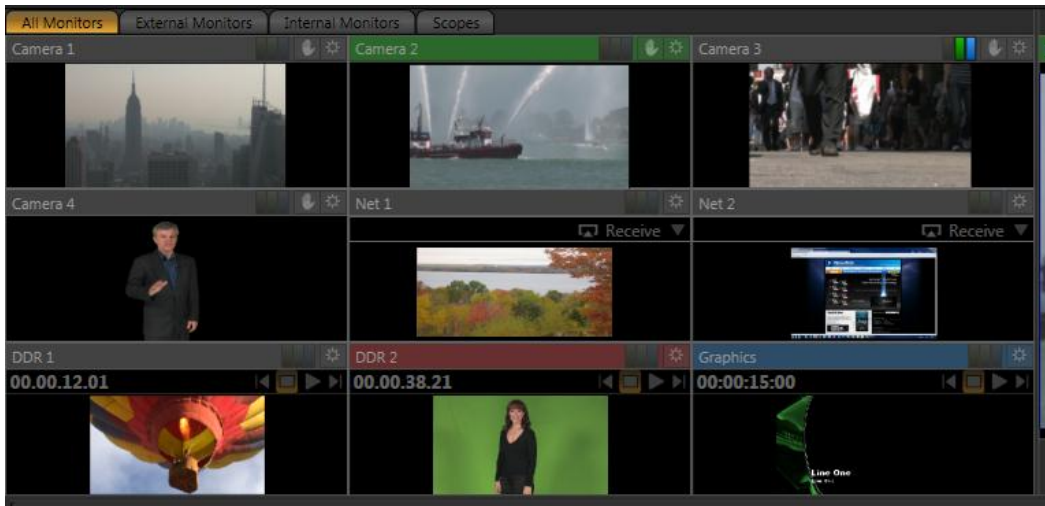 All Monitors External Monitors Internal Monitors Scopes
Camera 1 Camera 2 Camera 3
Camera 4 Net 1 Net 2
Receive Receive
DDR 1 DDR 2 Graphics
00.00.12.01 00.00.38.21 00:00:15:00
Line One